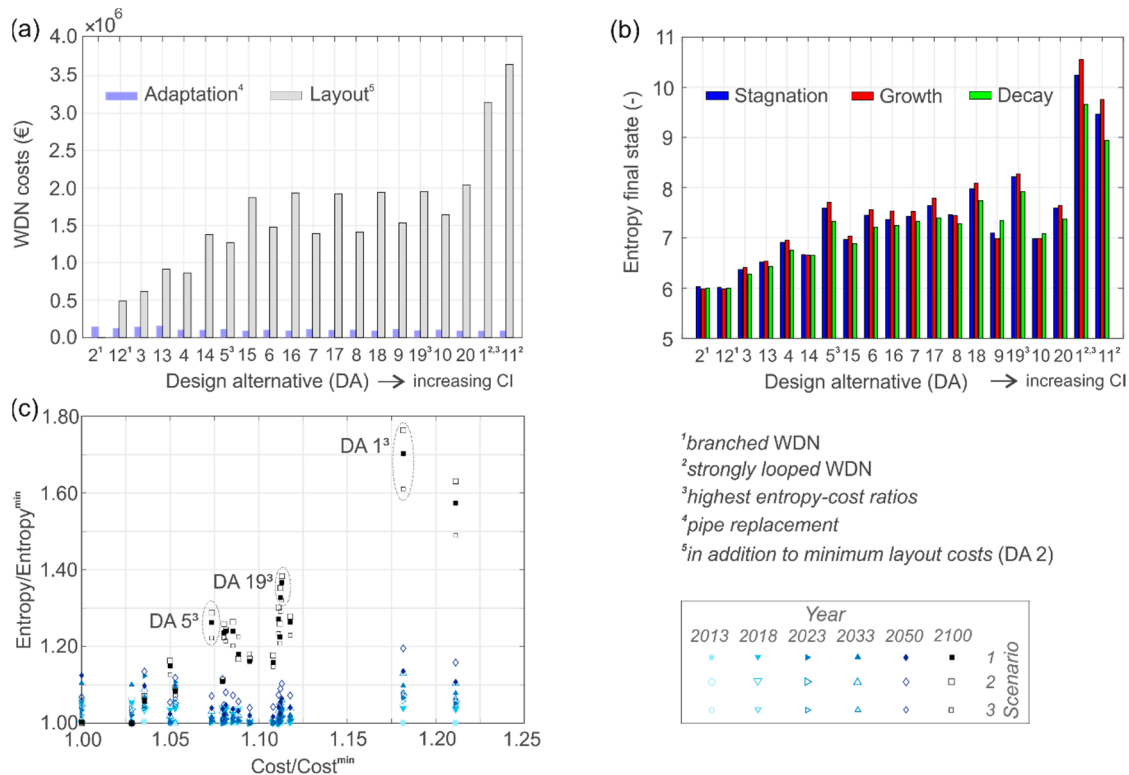 (a)
×10⁶
4.0
3.5
3.0
2.5
2.0
1.5
1.0
0.5
0.0
WDN costs (€)
Adaptation⁴ Layout⁵
2¹ 12¹ 3 13 4 14 5³ 15 6 16 7 17 8 18 9 19³ 10 20 1²,³ 11²
Design alternative (DA) → increasing CI
(b)
11
10
9
8
7
6
5
Entropy final state (-)
Stagnation Growth Decay
2¹ 12¹ 3 13 4 14 5³ 15 6 16 7 17 8 18 9 19³ 10 20 1²,³ 11²
Design alternative (DA) → increasing CI
(c)
1.80
1.60
1.40
1.20
1.00
Entropy/Entropyᵐⁱⁿ
DA 1³
DA 19³
DA 5³
1.00 1.05 1.10 1.15 1.20 1.25
Cost/Costᵐⁱⁿ
¹branched WDN
²strongly looped WDN
³highest entropy-cost ratios
⁴pipe replacement
⁵in addition to minimum layout costs (DA 2)
Year
2013 2018 2023 2033 2050 2100
1
2
3
Scenario